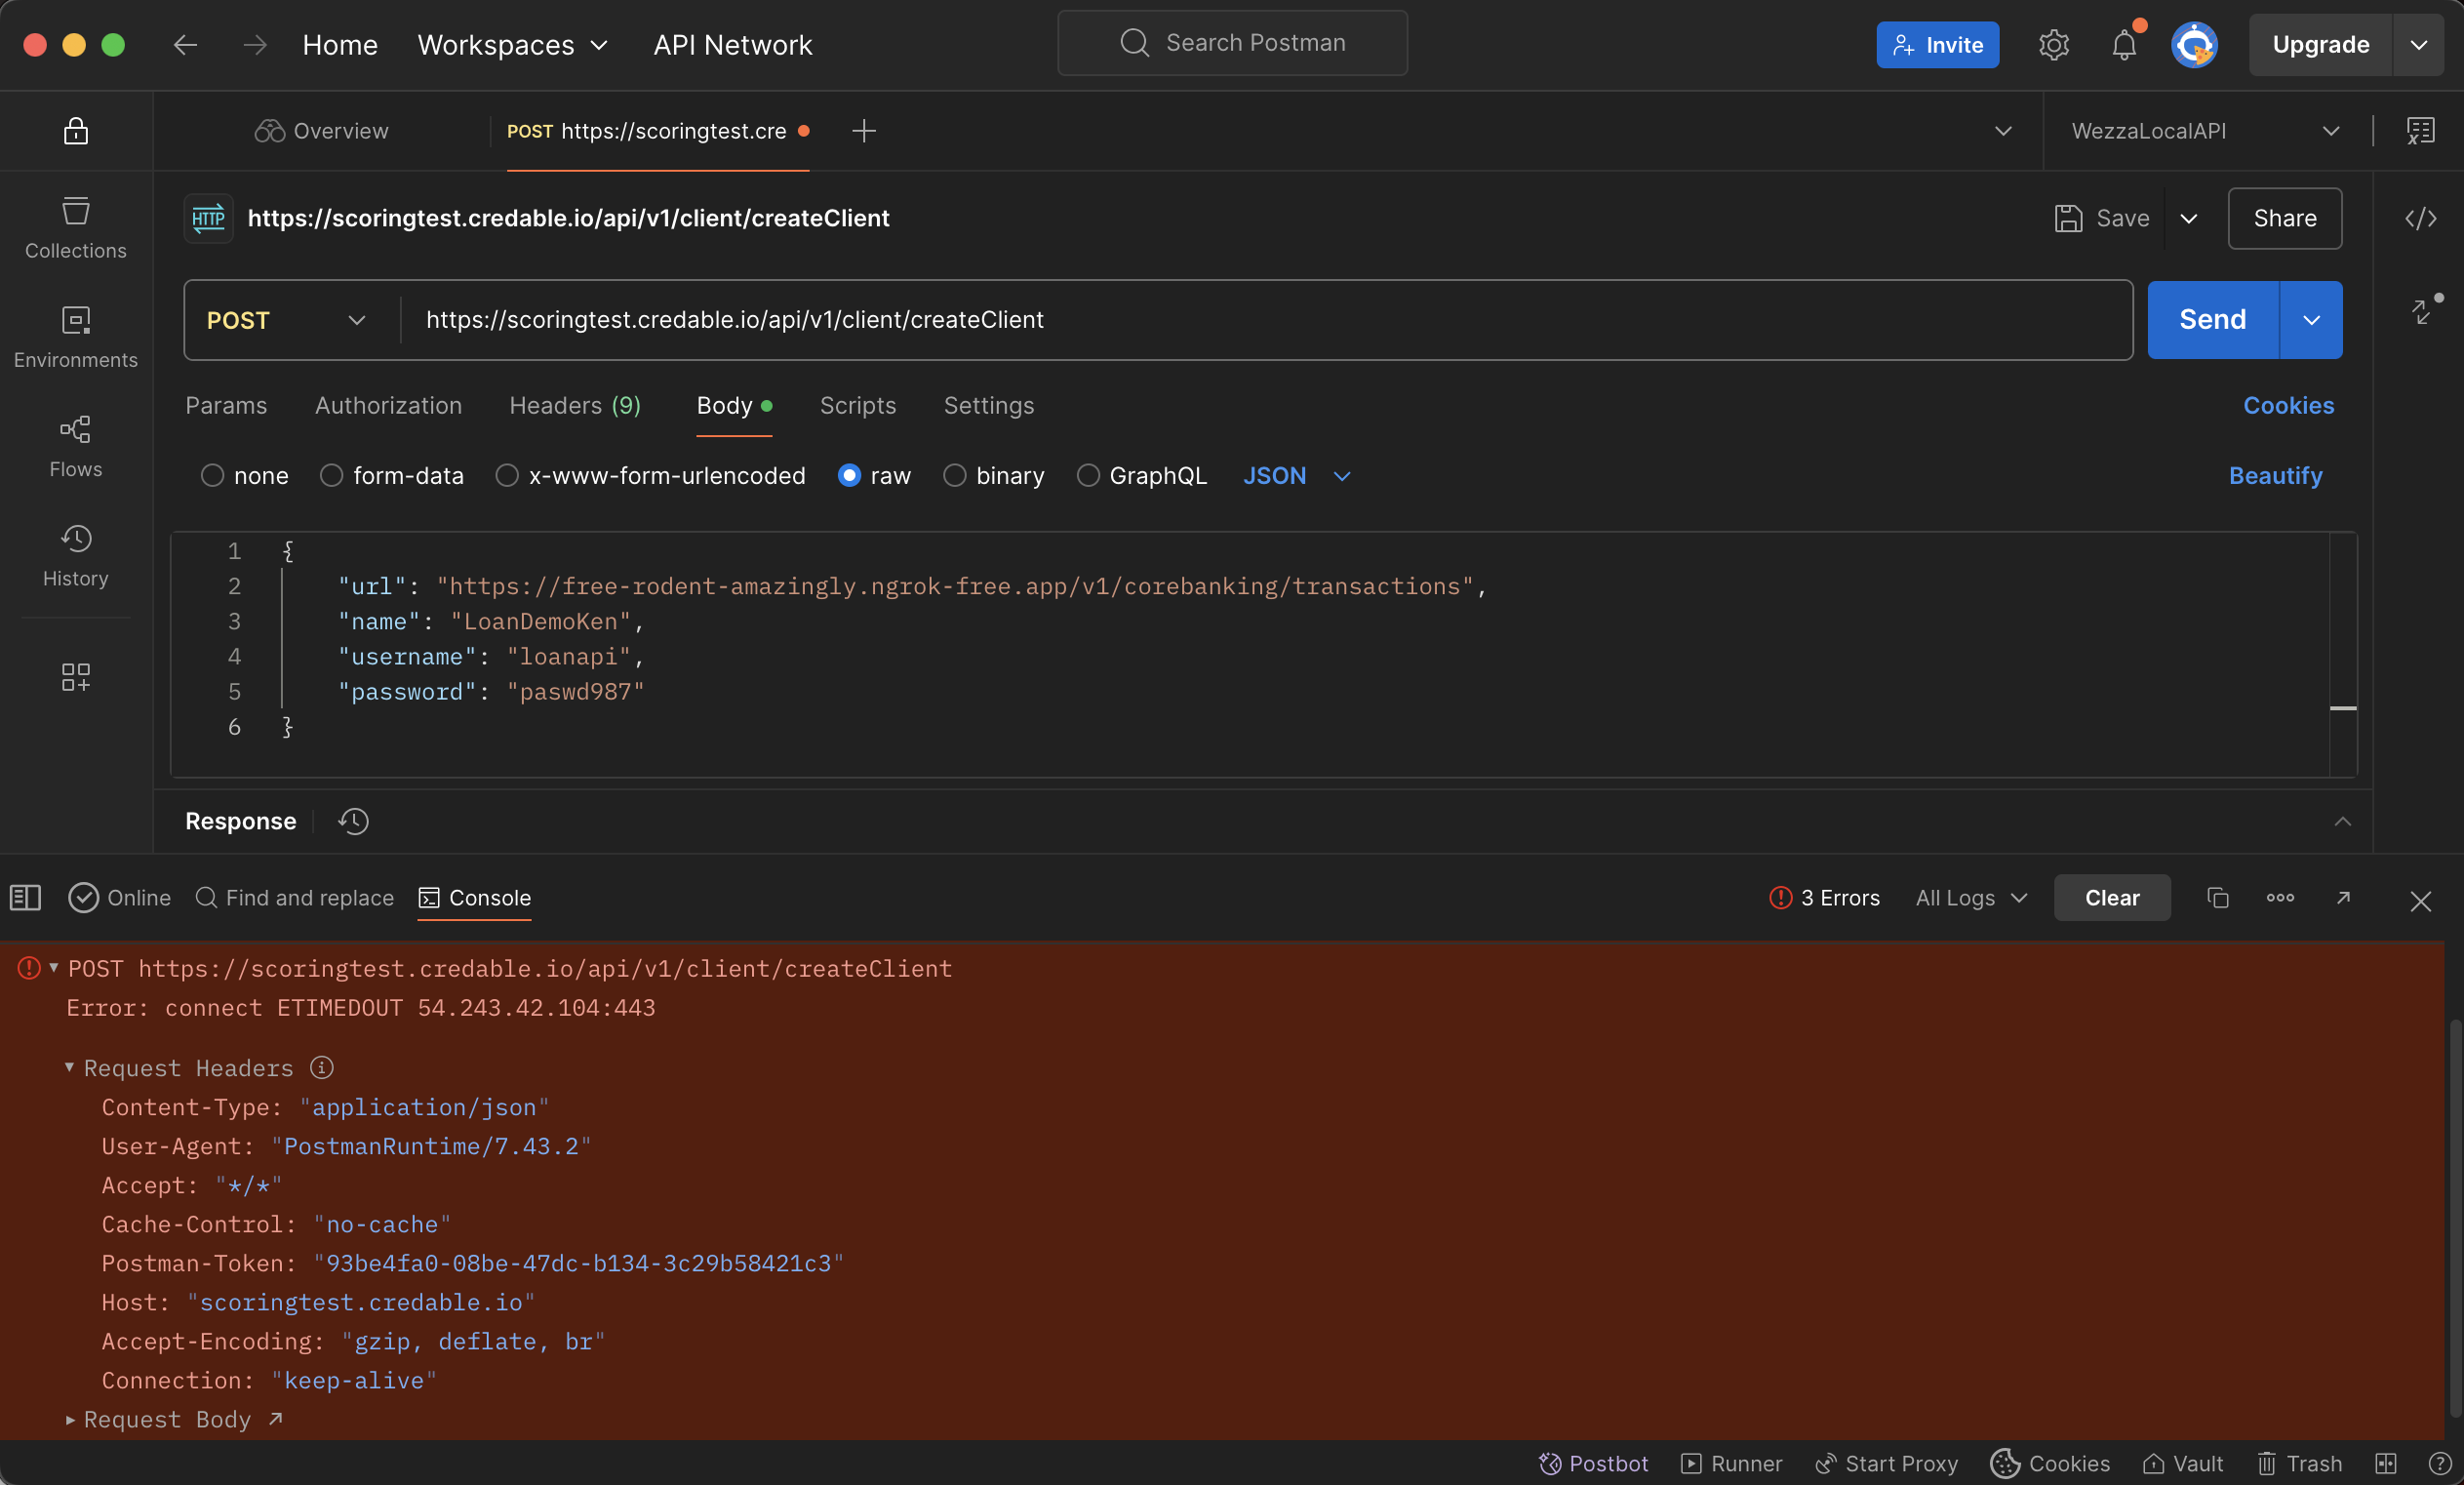 Home Workspaces API Network Search Postman Invite Upgrade
Overview POST https://scoringtest.cre WezzaLocalAPI
HTTP https://scoringtest.credable.io/api/v1/client/createClient Save Share
POST https://scoringtest.credable.io/api/v1/client/createClient Send
Params Authorization Headers (9) Body Scripts Settings Cookies
none form-data x-www-form-urlencoded raw binary GraphQL JSON Beautify
Collections
Environments
Flows
History
1 {
2 "url": "https://free-rodent-amazingly.ngrok-free.app/v1/corebanking/transactions",
3 "name": "LoanDemoKen",
4 "username": "loanapi",
5 "password": "paswd987"
6 }
Response
Online Find and replace Console 3 Errors All Logs Clear
POST https://scoringtest.credable.io/api/v1/client/createClient
Error: connect ETIMEDOUT 54.243.42.104:443
Request Headers
Content-Type: "application/json"
User-Agent: "PostmanRuntime/7.43.2"
Accept: "*/*"
Cache-Control: "no-cache"
Postman-Token: "93be4fa0-08be-47dc-b134-3c29b58421c3"
Host: "scoringtest.credable.io"
Accept-Encoding: "gzip, deflate, br"
Connection: "keep-alive"
Request Body
Postbot Runner Start Proxy Cookies Vault Trash